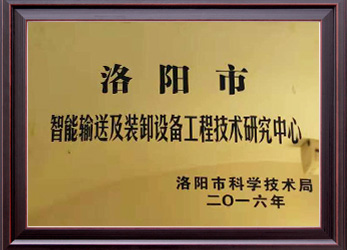 洛阳市
智能输送及装卸设备工程技术研究中心
洛阳市科学技术局
二〇一六年